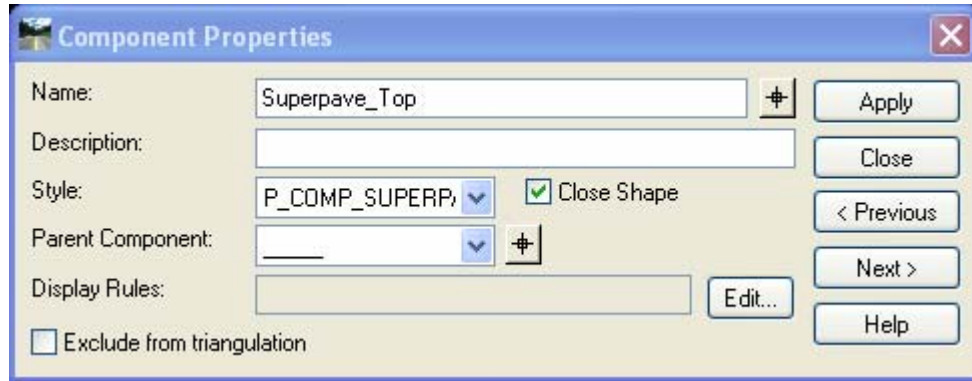 Component Properties
Name:
Superpave_Top
Apply
Description:
Close
Style:
P_COMP_SUPERP
Close Shape
< Previous
Parent Component:
_____
Next >
Display Rules:
Edit...
Exclude from triangulation
Help